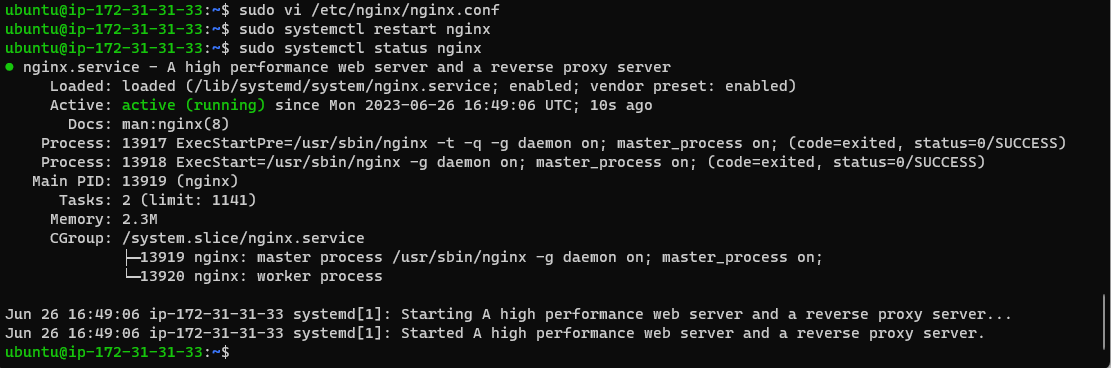 ubuntu@ip-172-31-31-33:~$ sudo vi /etc/nginx/nginx.conf
ubuntu@ip-172-31-31-33:~$ sudo systemctl restart nginx
ubuntu@ip-172-31-31-33:~$ sudo systemctl status nginx
● nginx.service - A high performance web server and a reverse proxy server
     Loaded: loaded (/lib/systemd/system/nginx.service; enabled; vendor preset: enabled)
     Active: active (running) since Mon 2023-06-26 16:49:06 UTC; 10s ago
       Docs: man:nginx(8)
    Process: 13917 ExecStartPre=/usr/sbin/nginx -t -q -g daemon on; master_process on; (code=exited, status=0/SUCCESS)
    Process: 13918 ExecStart=/usr/sbin/nginx -g daemon on; master_process on; (code=exited, status=0/SUCCESS)
   Main PID: 13919 (nginx)
      Tasks: 2 (limit: 1141)
     Memory: 2.3M
     CGroup: /system.slice/nginx.service
             ├─13919 nginx: master process /usr/sbin/nginx -g daemon on; master_process on;
             └─13920 nginx: worker process
Jun 26 16:49:06 ip-172-31-31-33 systemd[1]: Starting A high performance web server and a reverse proxy server...
Jun 26 16:49:06 ip-172-31-31-33 systemd[1]: Started A high performance web server and a reverse proxy server.
ubuntu@ip-172-31-31-33:~$